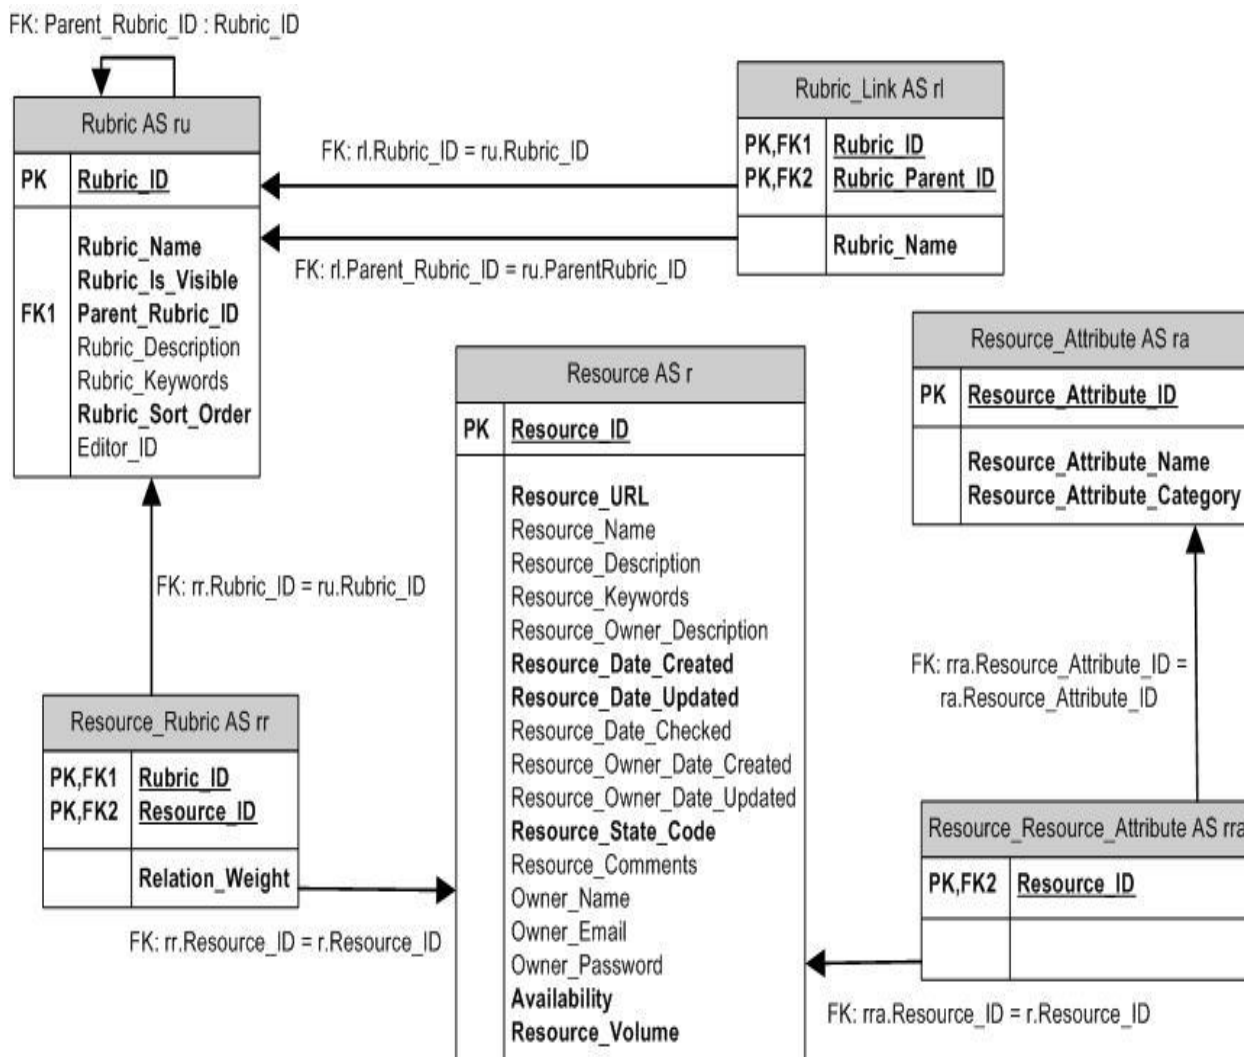 FK: Parent_Rubric_ID : Rubric_ID
Rubric AS ru
PK Rubric_ID
Rubric_Name
Rubric_Is_Visible
FK1 Parent_Rubric_ID
Rubric_Description
Rubric_Keywords
Rubric_Sort_Order
Editor_ID
FK: rl.Rubric_ID = ru.Rubric_ID
FK: rl.Parent_Rubric_ID = ru.ParentRubric_ID
Rubric_Link AS rl
PK,FK1 Rubric_ID
PK,FK2 Rubric_Parent_ID
Rubric_Name
Resource_Attribute AS ra
PK Resource_Attribute_ID
Resource_Attribute_Name
Resource_Attribute_Category
Resource AS r
PK Resource_ID
Resource_URL
Resource_Name
Resource_Description
Resource_Keywords
Resource_Owner_Description
Resource_Date_Created
Resource_Date_Updated
Resource_Date_Checked
Resource_Owner_Date_Created
Resource_Owner_Date_Updated
Resource_State_Code
Resource_Comments
Owner_Name
Owner_Email
Owner_Password
Availability
Resource_Volume
FK: rr.Rubric_ID = ru.Rubric_ID
Resource_Rubric AS rr
PK,FK1 Rubric_ID
PK,FK2 Resource_ID
Relation_Weight
FK: rr.Resource_ID = r.Resource_ID
FK: rra.Resource_Attribute_ID =
ra.Resource_Attribute_ID
Resource_Resource_Attribute AS rra
PK,FK2 Resource_ID
FK: rra.Resource_ID = r.Resource_ID